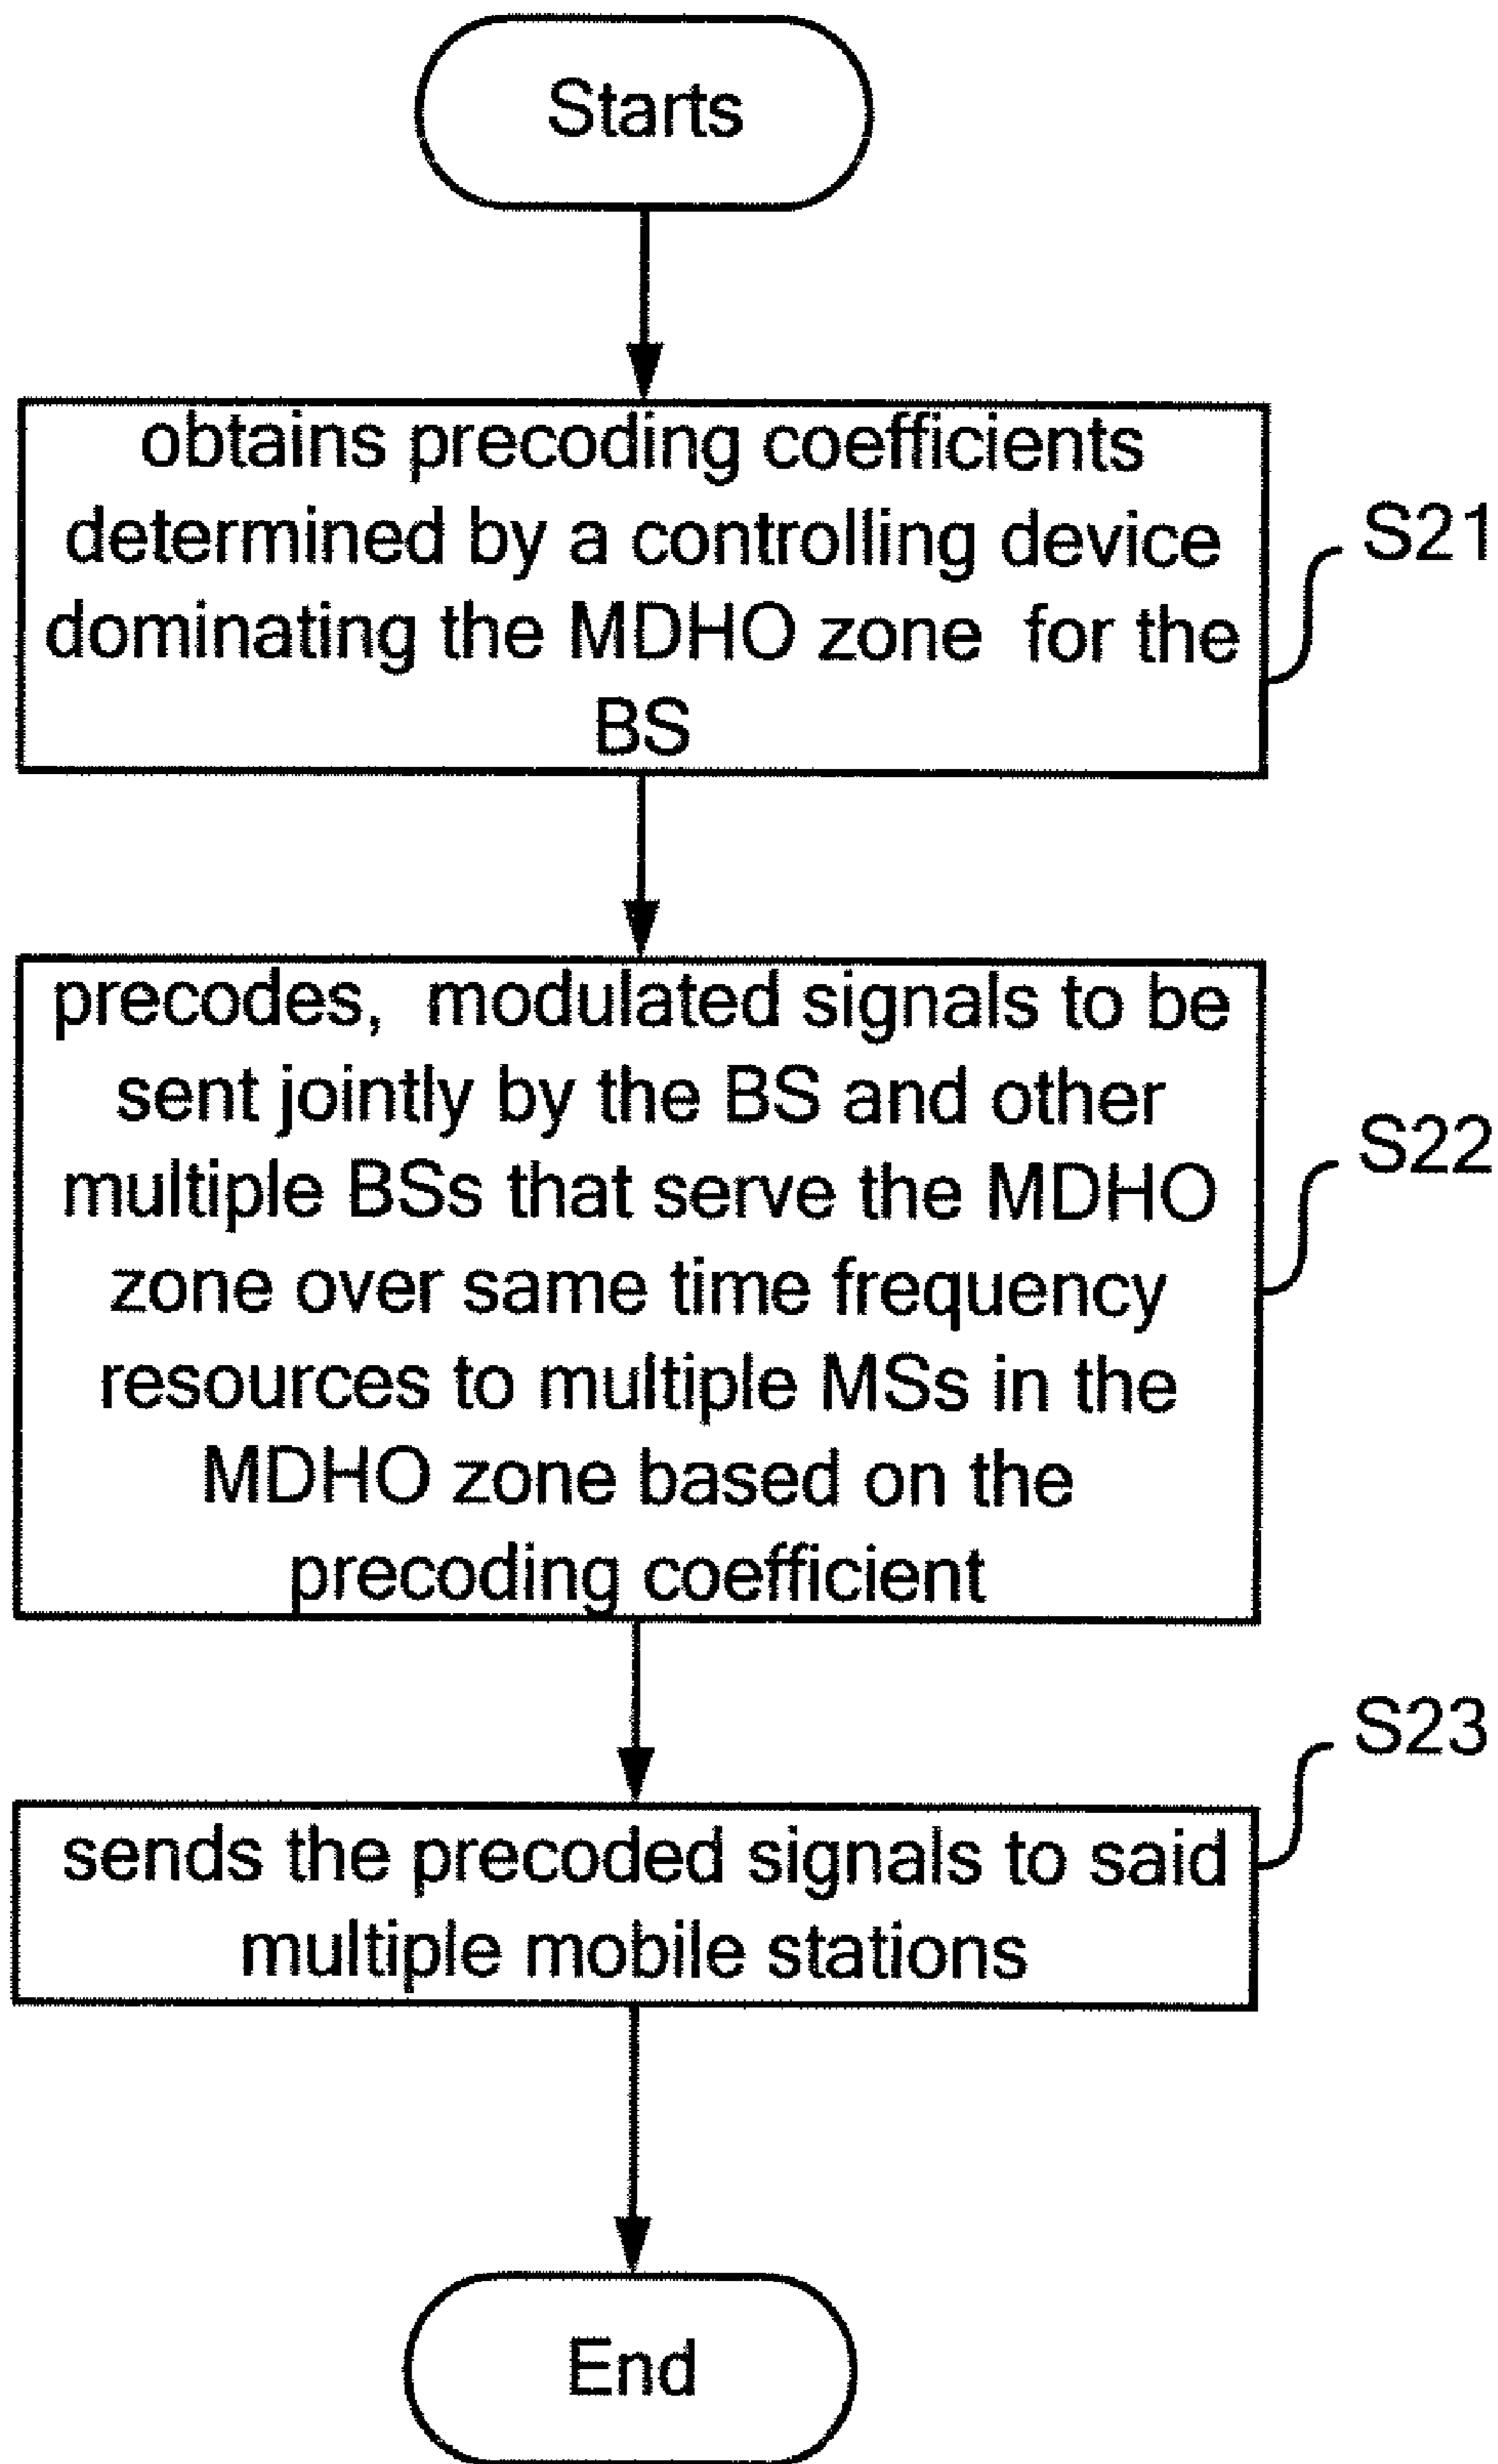 Starts
obtains precoding coefficients
determined by a controlling device
dominating the MDHO zone for the
BS
S21
precodes, modulated signals to be
sent jointly by the BS and other
multiple BSs that serve the MDHO
zone over same time frequency
resources to multiple MSs in the
MDHO zone based on the
precoding coefficient
S22
sends the precoded signals to said
multiple mobile stations
S23
End